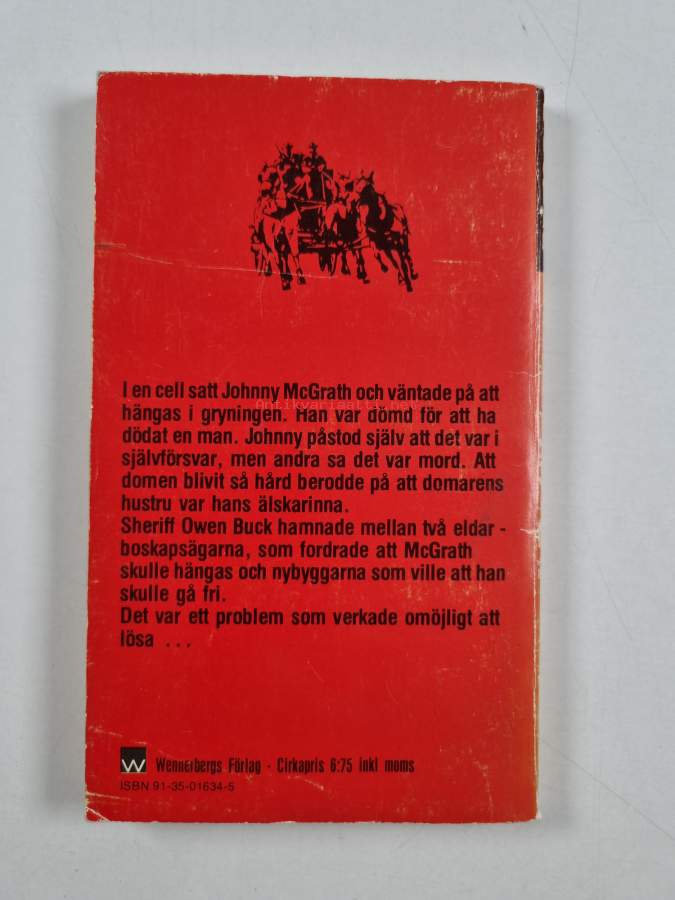 I en cell satt Johnny McGrath och väntade på att
Antikvariaatti.net
hängas i gryningen. Han var dömd för att ha
dödat en man. Johnny påstod själv att det var i
självförsvar, men andra sa det var mord. Att
domen blivit så hård berodde på att domarens
hustru var hans älskarinna.
Sheriff Owen Buck hamnade mellan två eldar -
boskapsägarna, som fordrade att McGrath
skulle hängas och nybyggarna som ville att han
skulle gå fri.
Det var ett problem som verkade omöjligt att
lösa ...
W Wennerbergs Förlag · Cirkapris 6:75 inkl moms
ISBN 91-35-01634-5